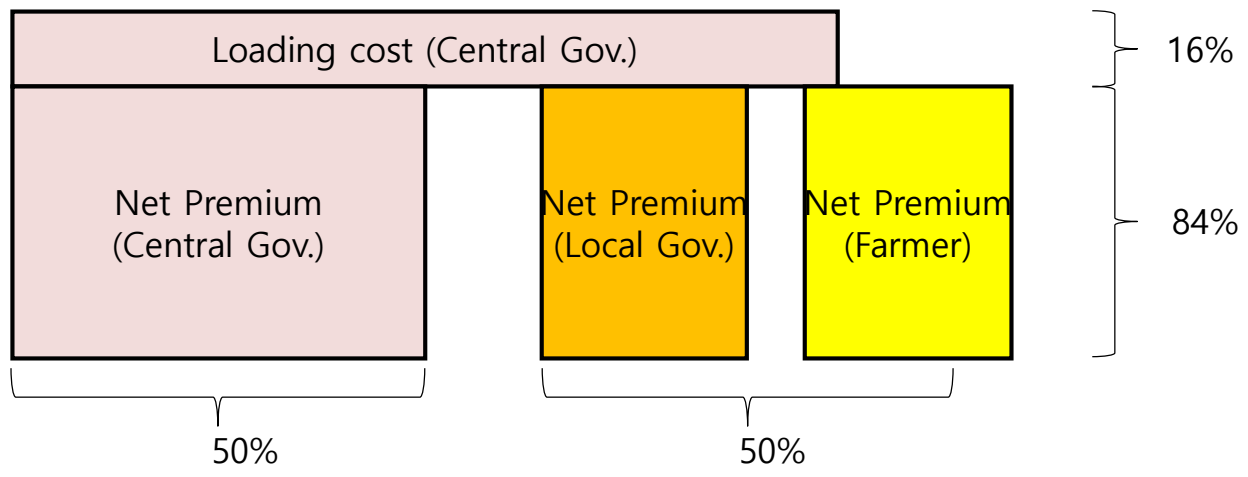 Loading cost (Central Gov.)
16%
Net Premium
(Central Gov.)
Net Premium
(Local Gov.)
Net Premium
(Farmer)
84%
50%
50%